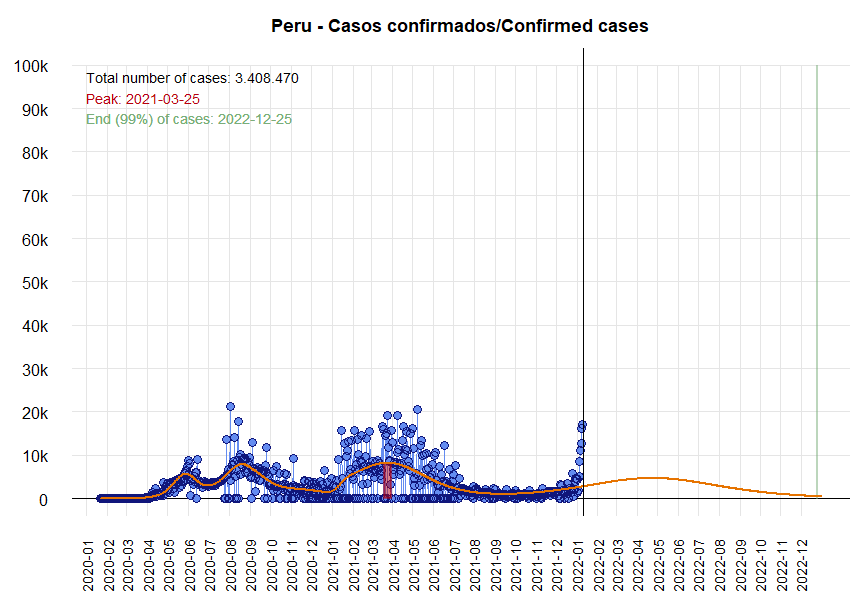 Peru - Casos confirmados/Confirmed cases
Total number of cases: 3.408.470
Peak: 2021-03-25
End (99%) of cases: 2022-12-25
100k
90k
80k
70k
60k
50k
40k
30k
20k
10k
0
2020-01
2020-02
2020-03
2020-04
2020-05
2020-06
2020-07
2020-08
2020-09
2020-10
2020-11
2020-12
2021-01
2021-02
2021-03
2021-04
2021-05
2021-06
2021-07
2021-08
2021-09
2021-10
2021-11
2021-12
2022-01
2022-02
2022-03
2022-04
2022-05
2022-06
2022-07
2022-08
2022-09
2022-10
2022-11
2022-12